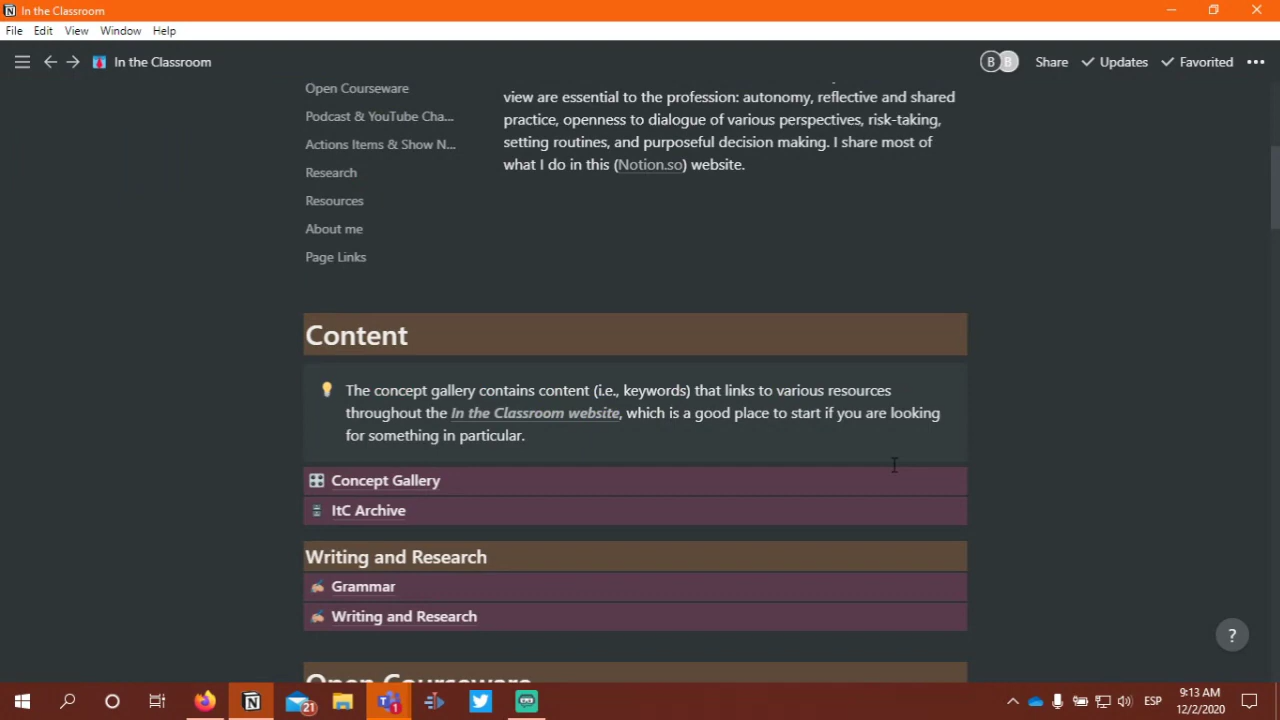 In the Classroom
File Edit View Window Help
In the Classroom
B B Share Updates Favorited
Open Courseware
Podcast & YouTube Cha...
Actions Items & Show N...
Research
Resources
About me
Page Links
view are essential to the profession: autonomy, reflective and shared
practice, openness to dialogue of various perspectives, risk-taking,
setting routines, and purposeful decision making. I share most of
what I do in this (Notion.so) website.
Content
The concept gallery contains content (i.e., keywords) that links to various resources
throughout the In the Classroom website, which is a good place to start if you are looking
for something in particular.
Concept Gallery
ItC Archive
Writing and Research
Grammar
Writing and Research
Open Courseware
?
21
1
ESP
9:13 AM
12/2/2020